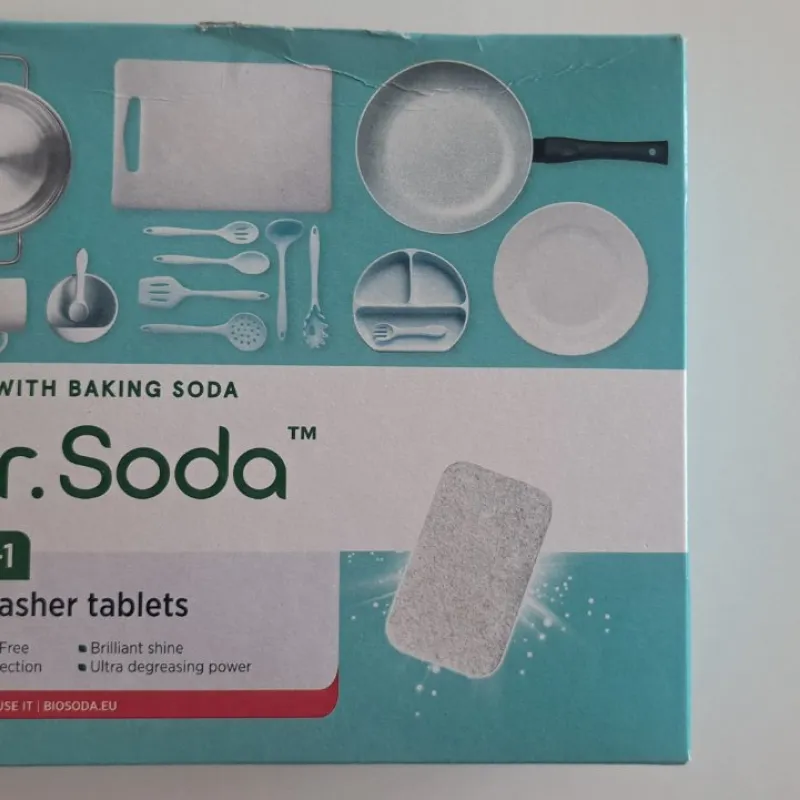 WITH BAKING SODA
r. Soda™
-1
asher tablets
Free
ection
▪ Brilliant shine
▪ Ultra degreasing power
USE IT | BIOSODA.EU